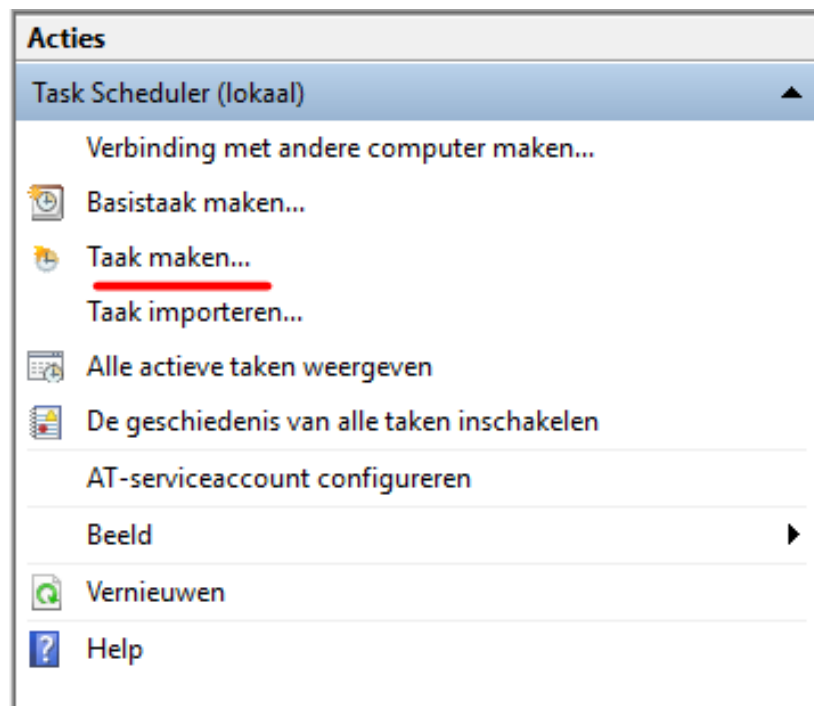 Acties
Task Scheduler (lokaal)
Verbinding met andere computer maken...
Basistaak maken...
Taak maken...
Taak importeren...
Alle actieve taken weergeven
De geschiedenis van alle taken inschakelen
AT-serviceaccount configureren
Beeld
Vernieuwen
Help